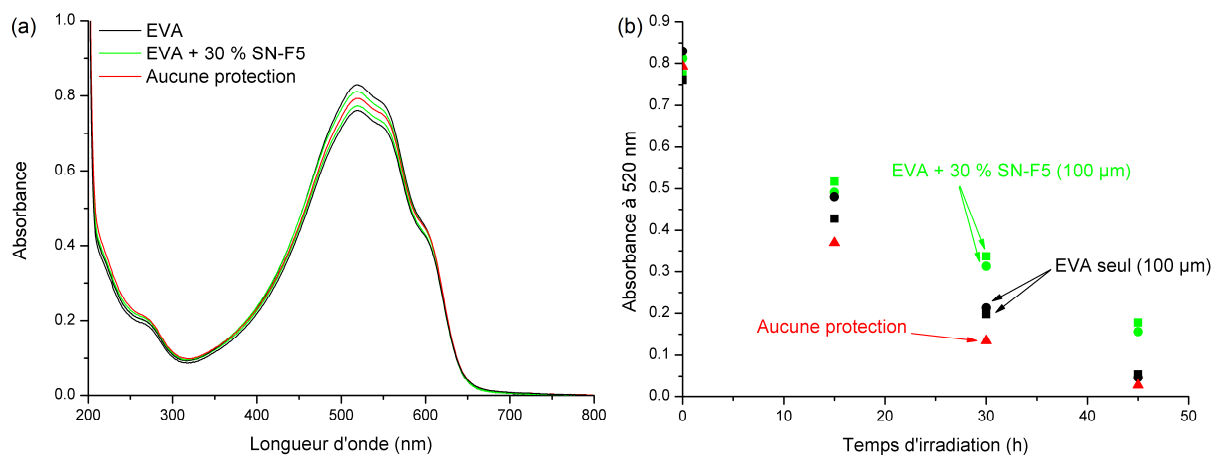 (a)
EVA
EVA + 30 % SN-F5
Aucune protection
Absorbance
1.0
0.8
0.6
0.4
0.2
0.0
200 300 400 500 600 700 800
Longueur d'onde (nm)
(b)
Absorbance à 520 nm
0.9
0.8
0.7
0.6
0.5
0.4
0.3
0.2
0.1
0.0
0 10 20 30 40 50
Temps d'irradiation (h)
EVA + 30 % SN-F5 (100 µm)
EVA seul (100 µm)
Aucune protection